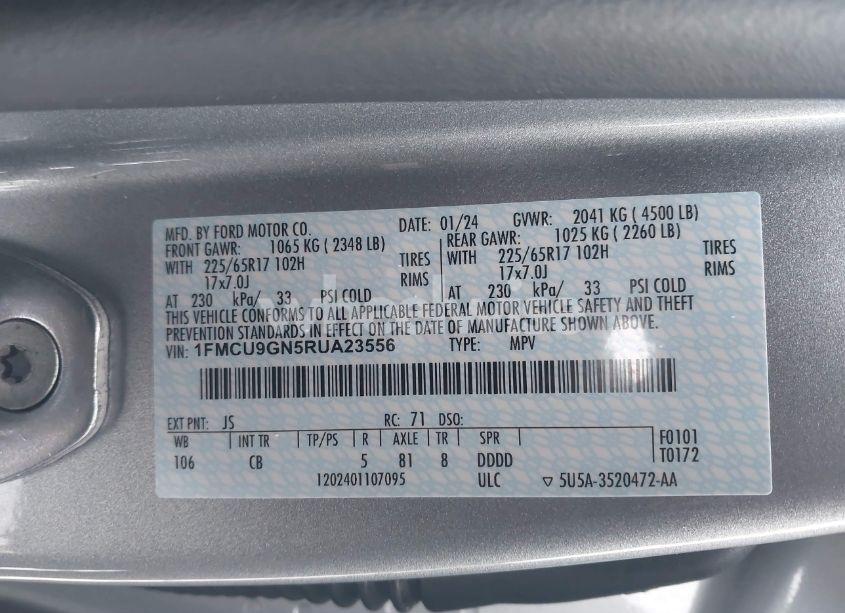 MFD. BY FORD MOTOR CO. DATE: 01/24 GVWR: 2041 KG ( 4500 LB)
FRONT GAWR: 1065 KG ( 2348 LB) REAR GAWR: 1025 KG ( 2260 LB)
WITH 225/65R17 102H TIRES WITH 225/65R17 102H TIRES
17x7.0J RIMS 17x7.0J RIMS
AT 230 kPa/ 33 PSI COLD AT 230 kPa/ 33 PSI COLD
THIS VEHICLE CONFORMS TO ALL APPLICABLE FEDERAL MOTOR VEHICLE SAFETY AND THEFT
PREVENTION STANDARDS IN EFFECT ON THE DATE OF MANUFACTURE SHOWN ABOVE.
VIN: 1FMCU9GN5RUA23556 TYPE: MPV
EXT PNT: JS RC: 71 DSO:
WB INT TR TP/PS R AXLE TR SPR F0101
106 CB 5 81 8 DDDD T0172
1202401107095 ULC ▽ 5U5A-3520472-AA